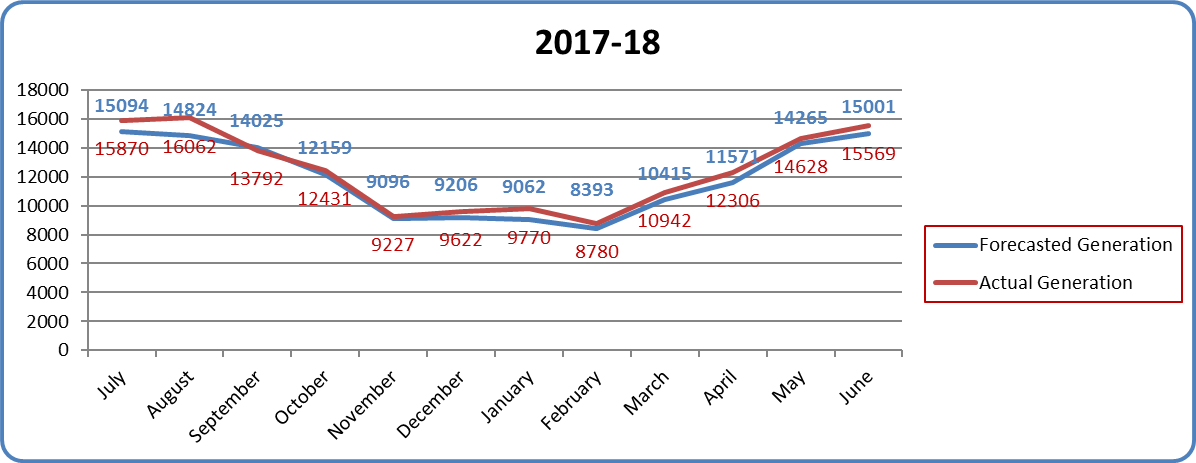 2017-18
18000
16000
14000
12000
10000
8000
6000
4000
2000
0
15094 14824 14025 12159 9096 9206 9062 8393 10415 11571 14265 15001
15870 16062 13792 12431 9227 9622 9770 8780 10942 12306 14628 15569
July August September October November December January February March April May June
Forecasted Generation
Actual Generation